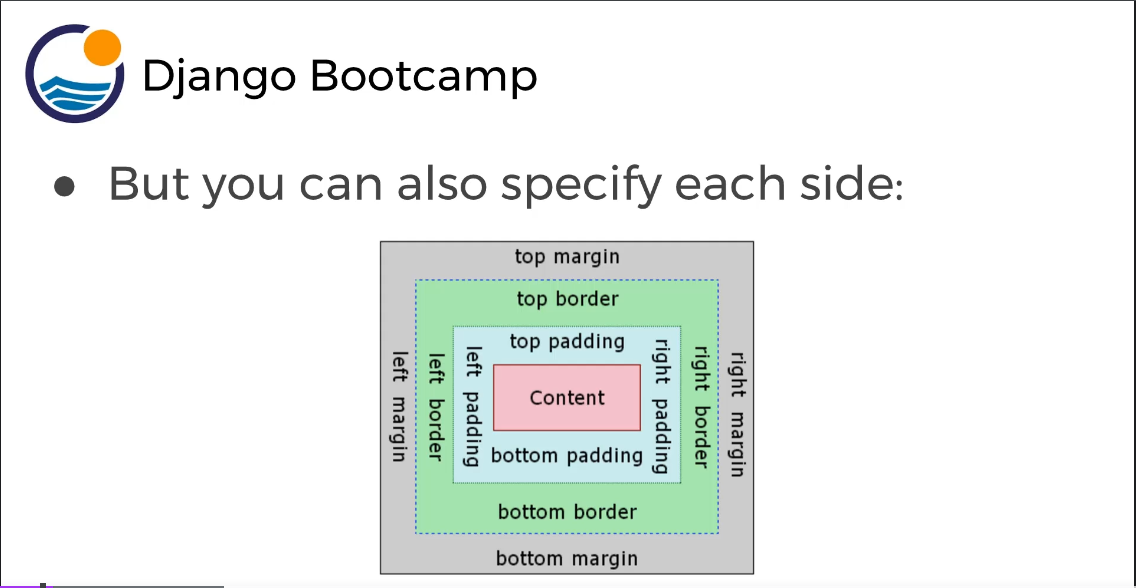 Django Bootcamp
● But you can also specify each side:
top margin
top border
top padding
left margin
left border
left padding
Content
right padding
right border
right margin
bottom padding
bottom border
bottom margin